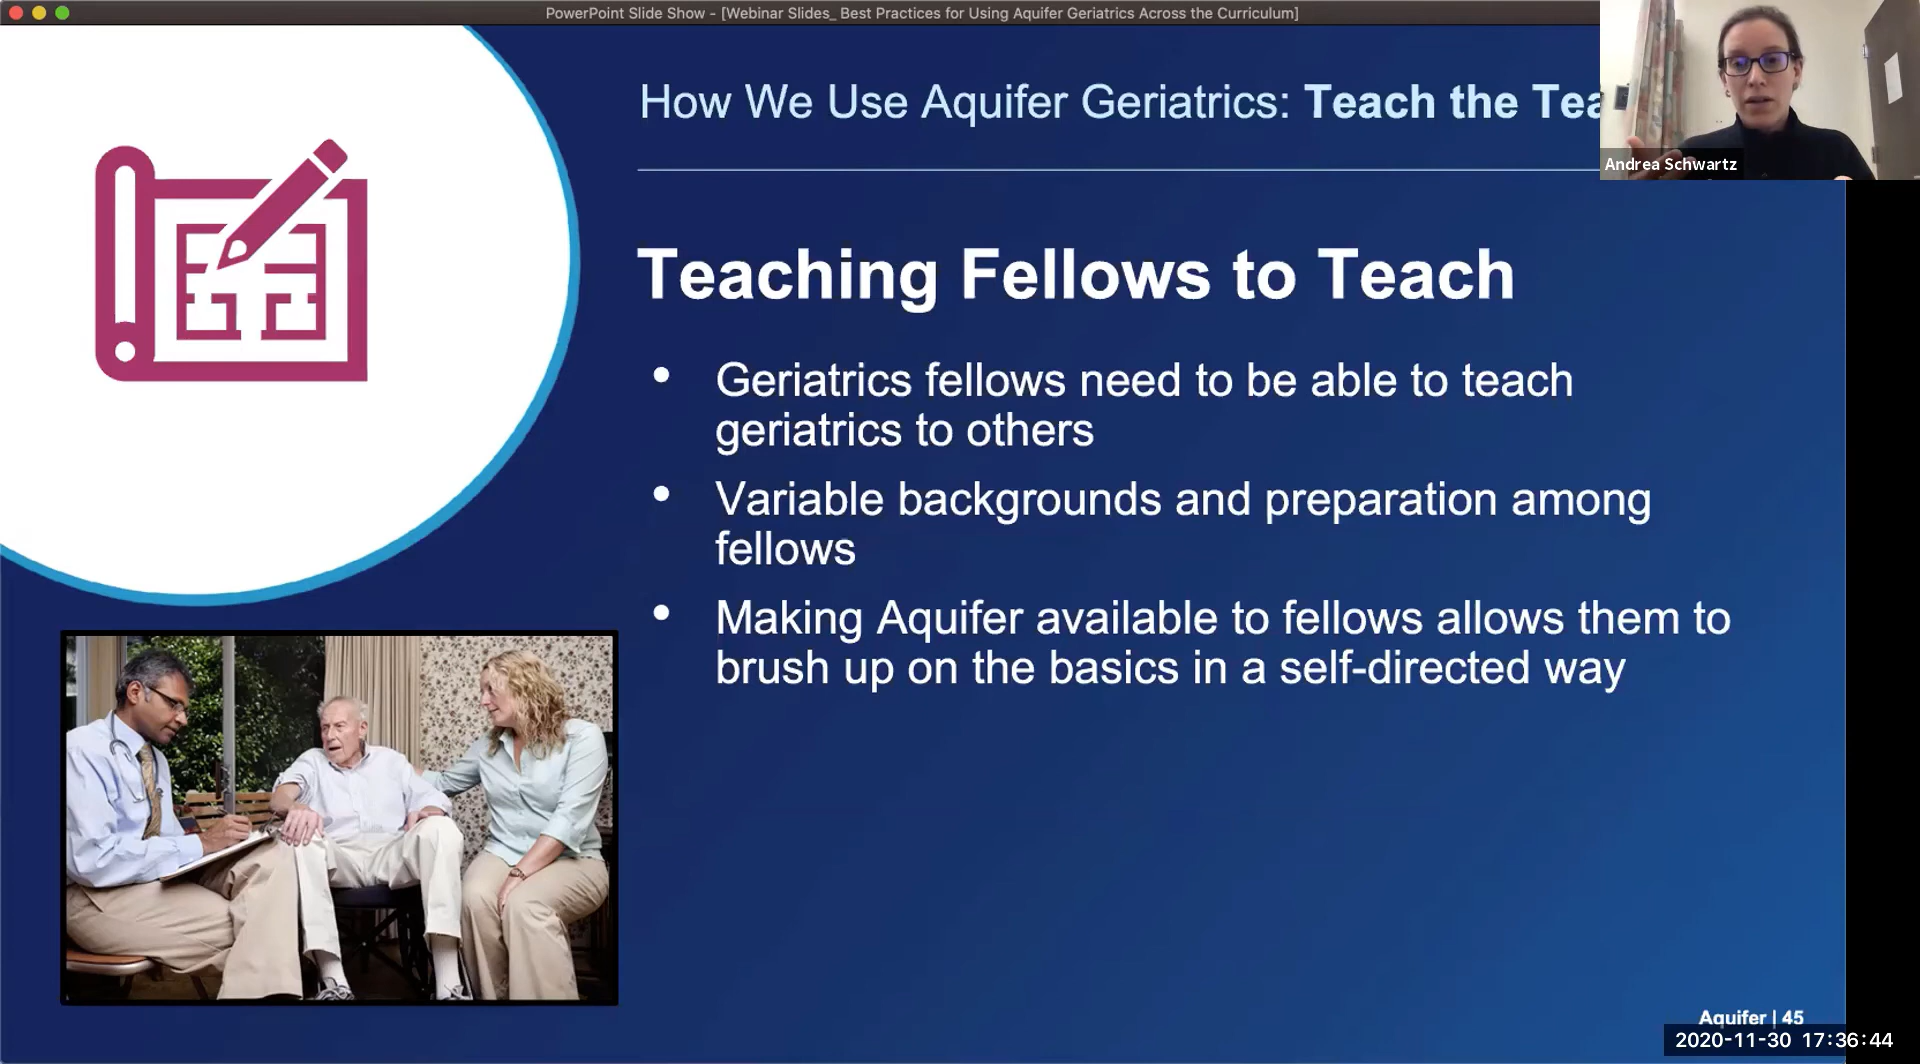 PowerPoint Slide Show - [Webinar Slides_ Best Practices for Using Aquifer Geriatrics Across the Curriculum]
How We Use Aquifer Geriatrics: Teach the
Andrea Schwartz
Teaching Fellows to Teach
• Geriatrics fellows need to be able to teach
geriatrics to others
• Variable backgrounds and preparation among
fellows
• Making Aquifer available to fellows allows them to
brush up on the basics in a self-directed way
Aquifer | 45
2020-11-30 17:36:44